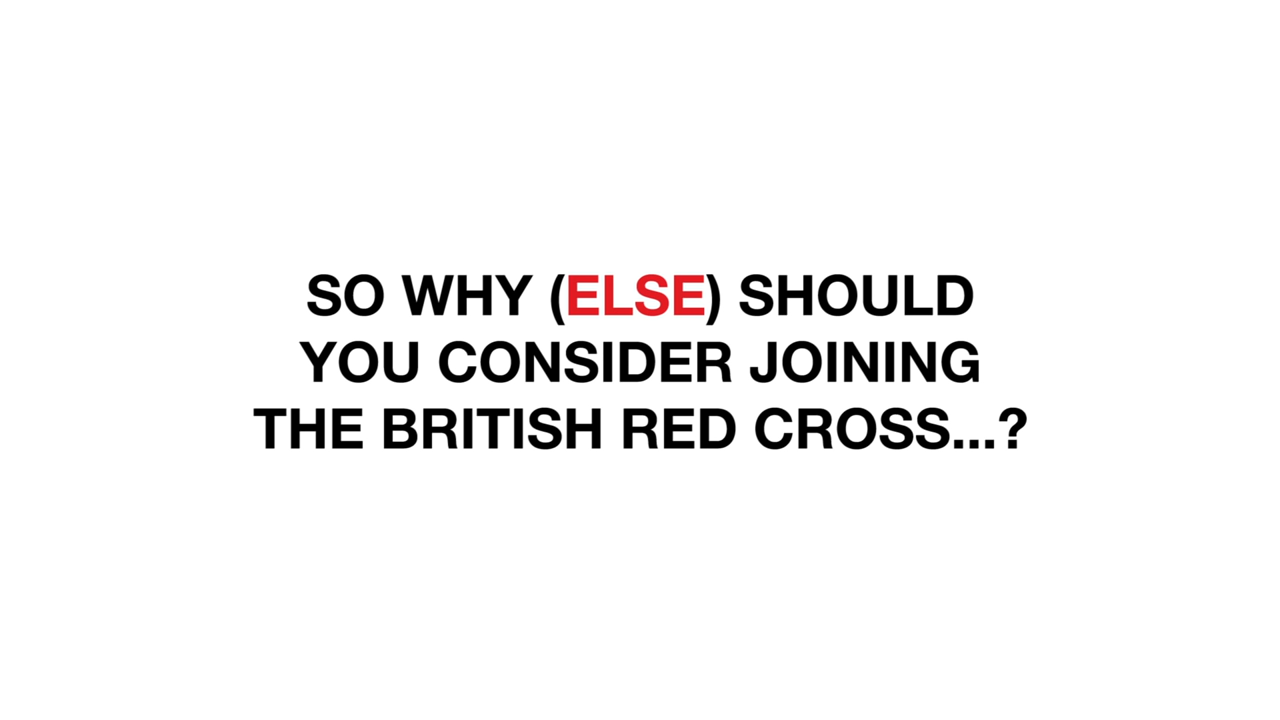 SO WHY (ELSE) SHOULD
YOU CONSIDER JOINING
THE BRITISH RED CROSS...?